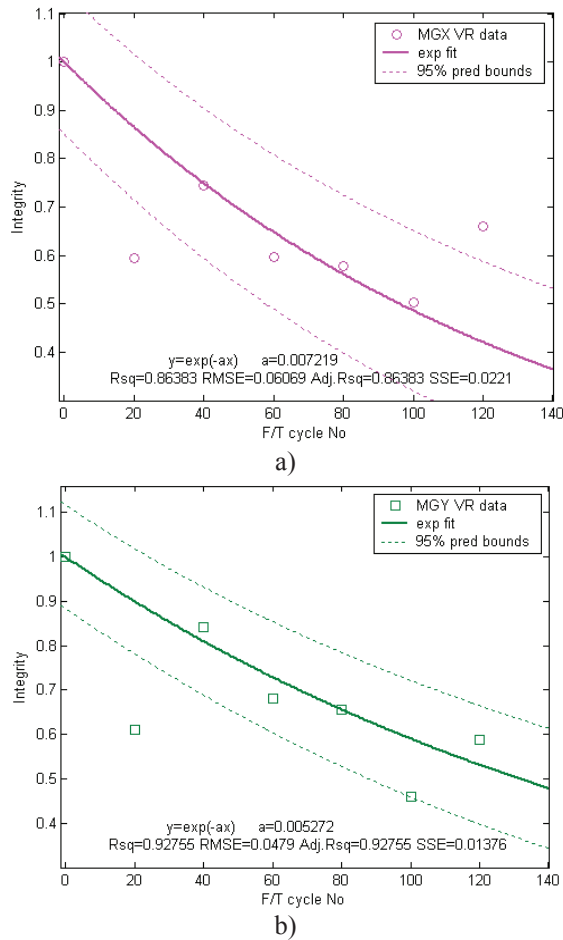 1.1
1
0.9
0.8
0.7
0.6
0.5
0.4
Integrity
MGX VR data
exp fit
95% pred bounds
y=exp(-ax) a=0.007219
Rsq=0.86383 RMSE=0.06069 Adj.Rsq=0.86383 SSE=0.0221
0 20 40 60 80 100 120 140
F/T cycle No
a)
1.1
1
0.9
0.8
0.7
0.6
0.5
0.4
Integrity
MGY VR data
exp fit
95% pred bounds
y=exp(-ax) a=0.005272
Rsq=0.92755 RMSE=0.0479 Adj.Rsq=0.92755 SSE=0.01376
0 20 40 60 80 100 120 140
F/T cycle No
b)